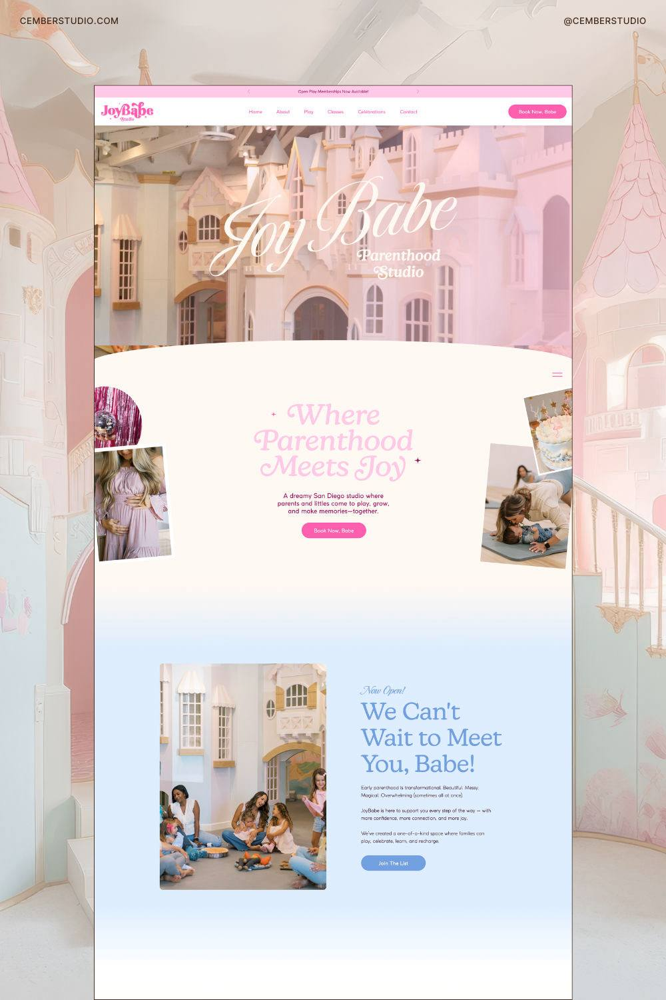 CEMBERSTUDIO.COM
@CEMBERSTUDIO
Open Play Memberships Now Available!
JoyBabe
Studio
Home About Play Classes Celebrations Contact
Book Now, Babe
Joy Babe
Parenthood
Studio
Where
Parenthood
Meets Joy
A dreamy San Diego studio where
parents and littles come to play, grow,
and make memories—together.
Book Now, Babe
Now Open!
We Can't
Wait to Meet
You, Babe!
Early parenthood is transformational. Beautiful. Messy.
Magical. Overwhelming (sometimes all at once).
JoyBabe is here to support you every step of the way — with
more confidence, more connection, and more joy.
We've created a one-of-a-kind space where families can
play, celebrate, learn, and recharge.
Join The List